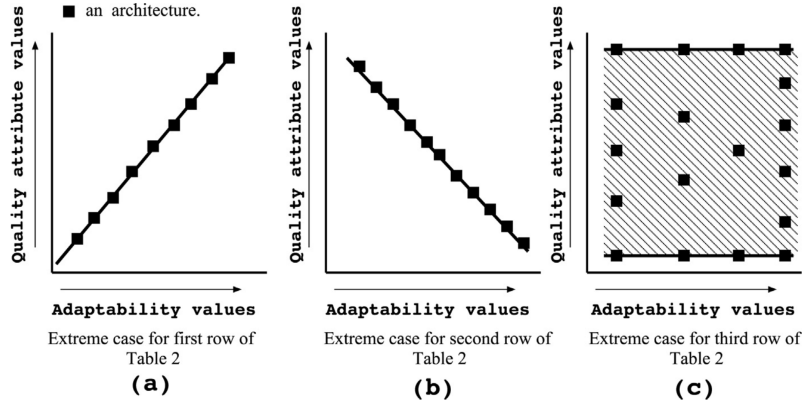 an architecture.
Quality attribute values
Adaptability values
Extreme case for first row of
Table 2
(a)
Quality attribute values
Adaptability values
Extreme case for second row of
Table 2
(b)
Quality attribute values
Adaptability values
Extreme case for third row of
Table 2
(c)